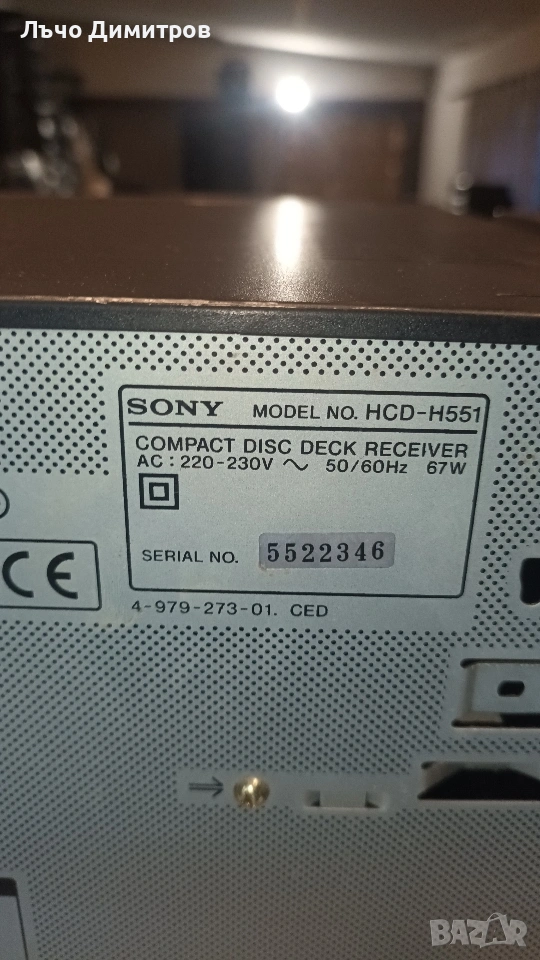 Лъчо Димитров
SONY MODEL NO. HCD-H551
COMPACT DISC DECK RECEIVER
AC : 220-230V ~ 50/60Hz 67W
SERIAL NO. 5522346
CE
4-979-273-01. CED
BAZAR